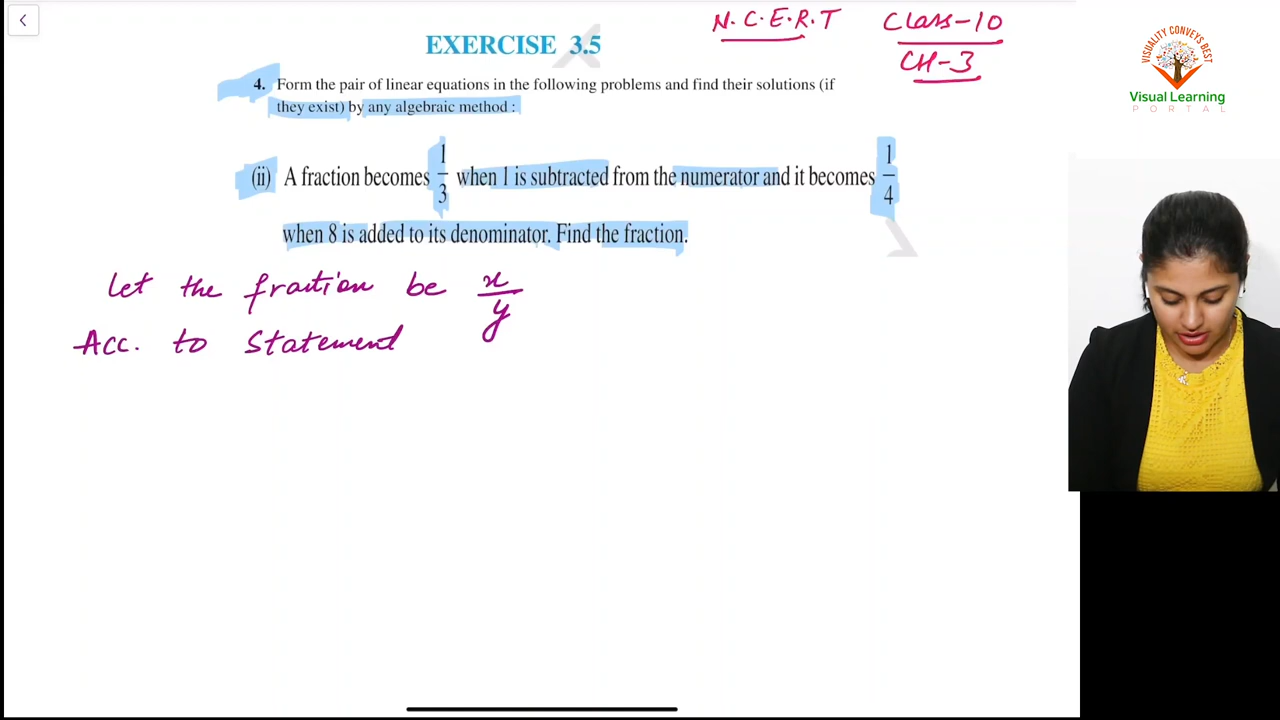 N.C.E.R.T Class-10
CH-3
EXERCISE 3.5
VISUALITY CONVEYS BEST
Visual Learning
PORTAL
4. Form the pair of linear equations in the following problems and find their solutions (if
they exist) by any algebraic method :
(ii) A fraction becomes 1/3 when 1 is subtracted from the numerator and it becomes 1/4
when 8 is added to its denominator. Find the fraction.
Let the fraction be x/y
Acc. to Statement